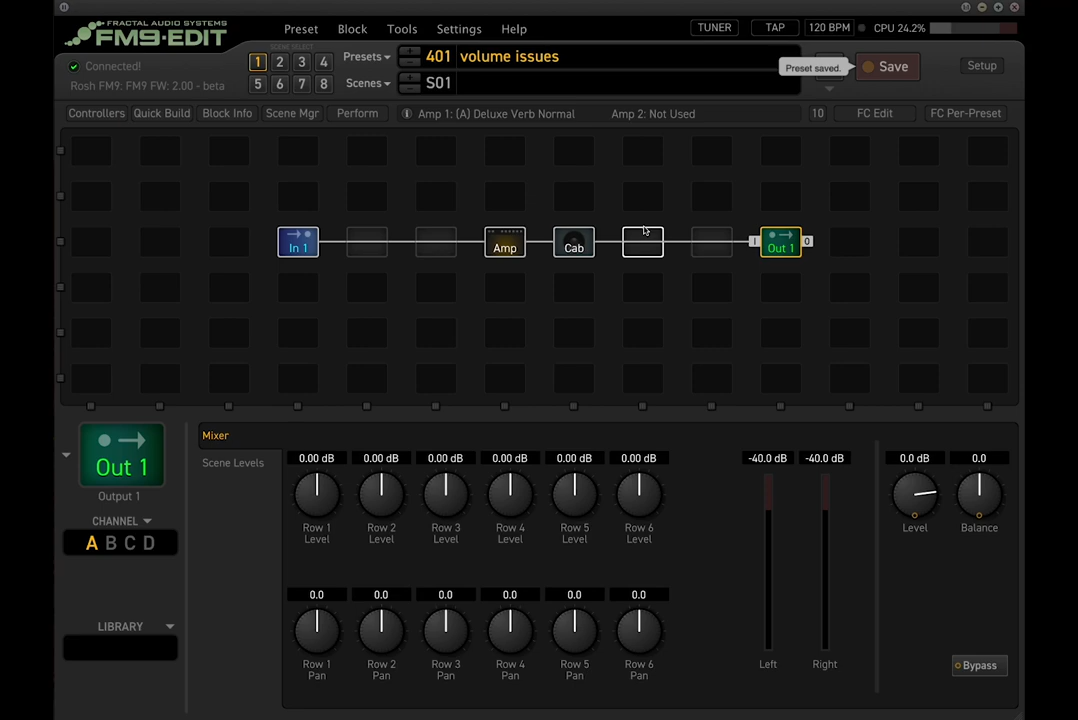 FRACTAL AUDIO SYSTEMS
FM9-EDIT
Preset Block Tools Settings Help
TUNER TAP 120 BPM CPU 24.2%
Connected!
Rosh FM9: FM9 FW: 2.00 - beta
SCENE SELECT
1 2 3 4
5 6 7 8
Presets + - 401 volume issues
Scenes + - S01
Preset saved.
Save
Setup
Controllers Quick Build Block Info Scene Mgr Perform
Amp 1: (A) Deluxe Verb Normal Amp 2: Not Used
10 FC Edit FC Per-Preset
In 1 Amp Cab I Out 1 O
Out 1
Output 1
CHANNEL
A B C D
LIBRARY
Mixer
Scene Levels
0.00 dB 0.00 dB 0.00 dB 0.00 dB 0.00 dB 0.00 dB
Row 1 Level
Row 2 Level
Row 3 Level
Row 4 Level
Row 5 Level
Row 6 Level
0.0 0.0 0.0 0.0 0.0 0.0
Row 1 Pan
Row 2 Pan
Row 3 Pan
Row 4 Pan
Row 5 Pan
Row 6 Pan
-40.0 dB -40.0 dB
Left Right
0.0 dB 0.0
Level Balance
Bypass